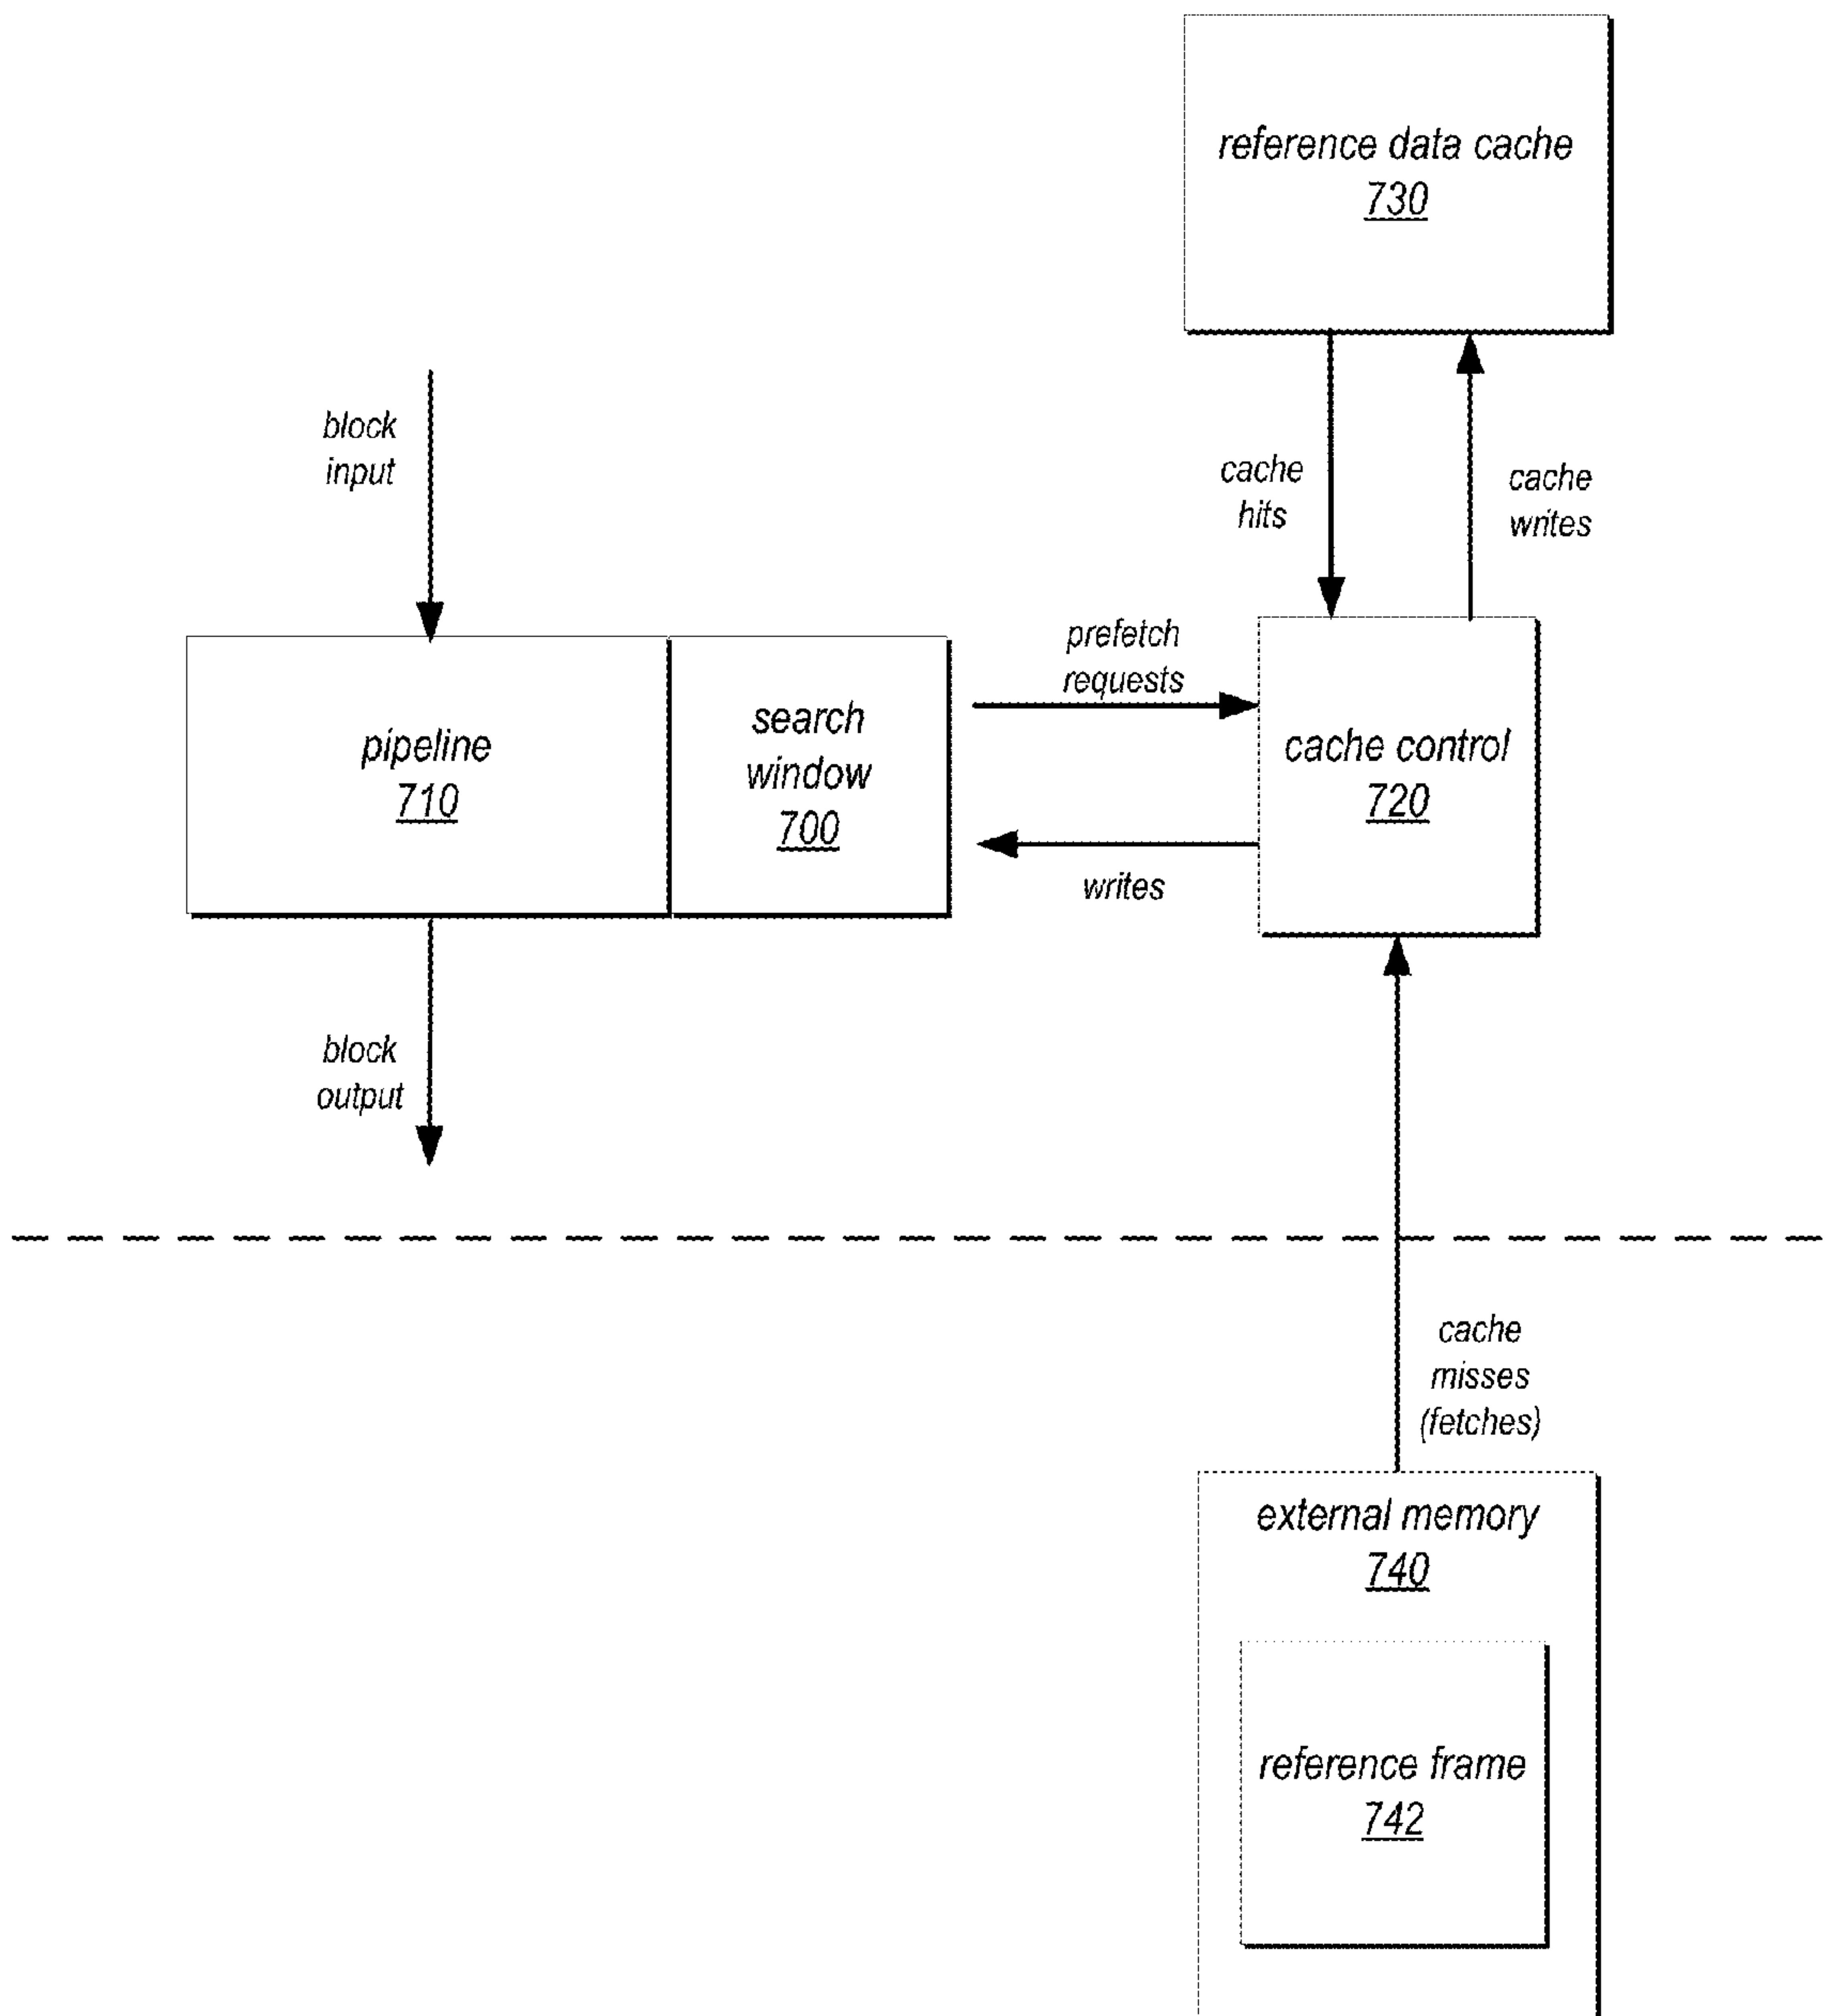 reference data cache
730
block
input
cache
hits
cache
writes
prefetch
requests
pipeline
710
search
window
700
cache control
720
writes
block
output
cache
misses
(fetches)
external memory
740
reference frame
742